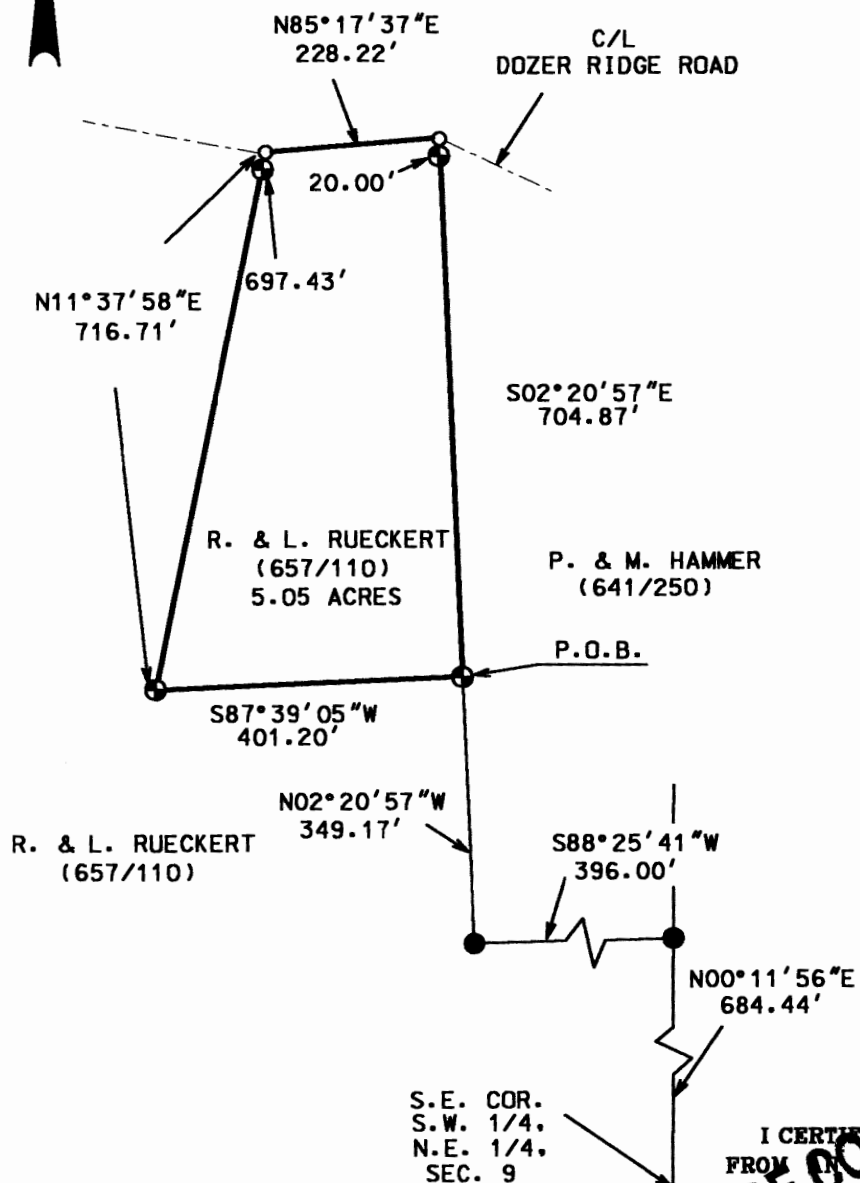 N85°17'37"E
228.22'
C/L
DOZER RIDGE ROAD
20.00'
697.43'
N11°37'58"E
716.71'
S02°20'57"E
704.87'
R. & L. RUECKERT
(657/110)
5.05 ACRES
P. & M. HAMMER
(641/250)
P.O.B.
S87°39'05"W
401.20'
N02°20'57"W
349.17'
R. & L. RUECKERT
(657/110)
S88°25'41"W
396.00'
N00°11'56"E
684.44'
S.E. COR.
S.W. 1/4,
N.E. 1/4,
SEC. 9
I
FROM